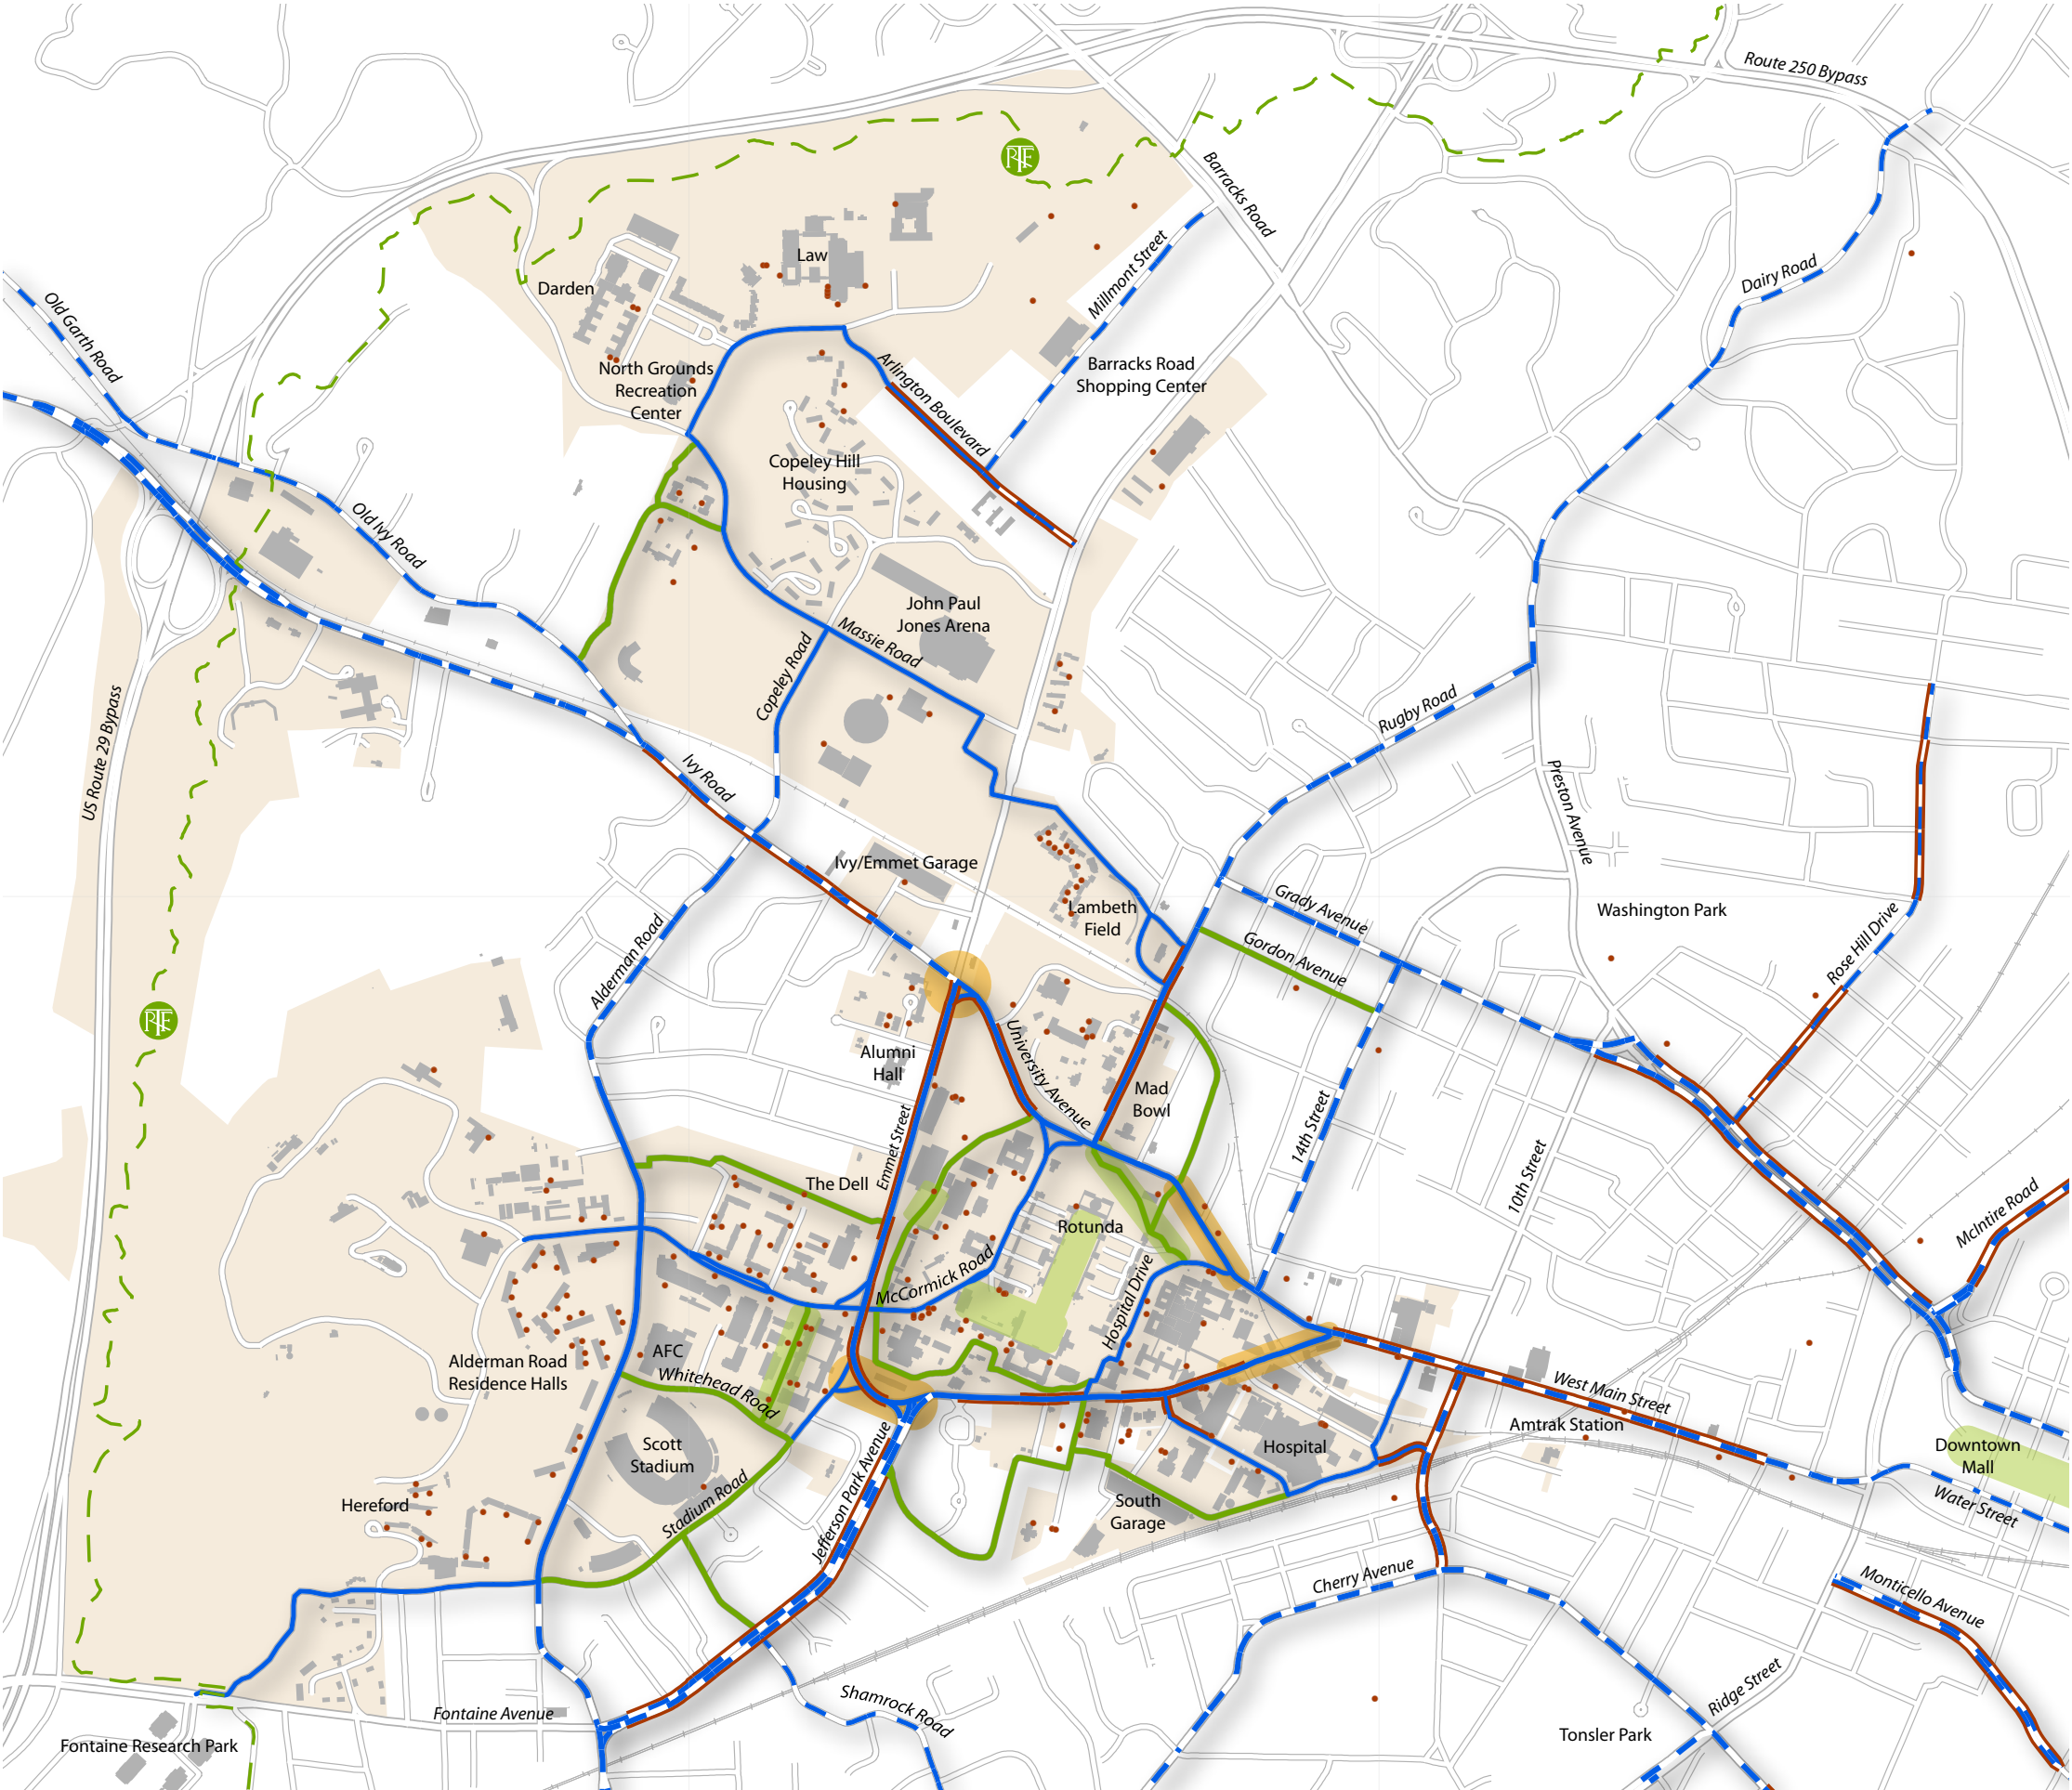 Route 250 Bypass
RTF
Barracks Road
Law
Millmont Street
Darden
Dairy Road
Old Garth Road
North Grounds
Recreation
Center
Arlington Boulevard
Barracks Road
Shopping Center
Copeley Hill
Housing
Old Ivy Road
John Paul
Jones Arena
Massie Road
Copeley Road
US Route 29 Bypass
Rugby Road
Ivy Road
Preston Avenue
Ivy/Emmet Garage
Lambeth
Field
Grady Avenue
Washington Park
Gordon Avenue
Rose Hill Drive
Alderman Road
RTF
University Avenue
Alumni
Hall
Mad
Bowl
Emmet Street
14th Street
10th Street
The Dell
Rotunda
McIntire Road
McCormick Road
Hospital Drive
AFC
Alderman Road
Residence Halls
Whitehead Road
West Main Street
Amtrak Station
Scott
Stadium
Hospital
Downtown
Mall
Jefferson Park Avenue
Hereford
Stadium Road
South
Garage
Water Street
Cherry Avenue
Monticello Avenue
Ridge Street
Shamrock Road
Fontaine Avenue
Tonsler Park
Fontaine Research Park